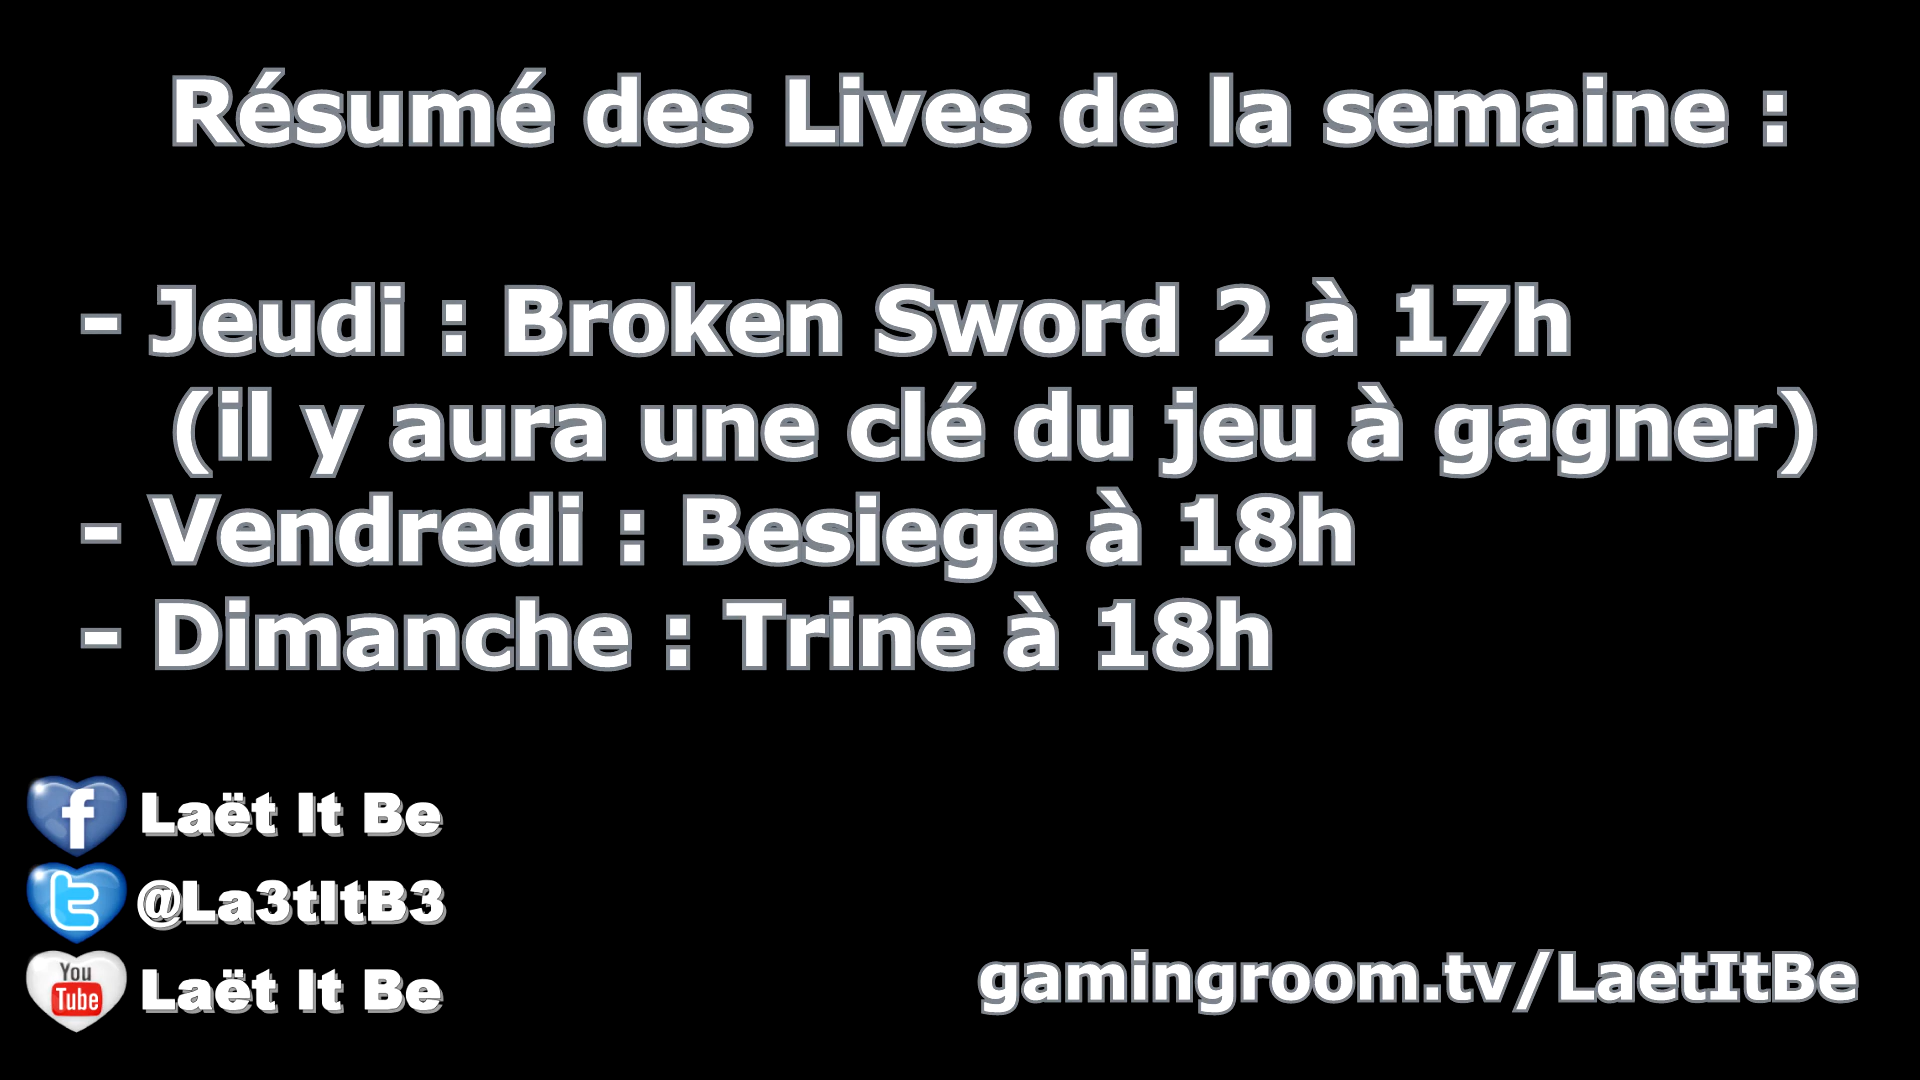 Résumé des Lives de la semaine :
- Jeudi : Broken Sword 2 à 17h
(il y aura une clé du jeu à gagner)
- Vendredi : Besiege à 18h
- Dimanche : Trine à 18h
f Laët It Be
t @La3tItB3
You
Tube Laët It Be
gamingroom.tv/LaetItBe